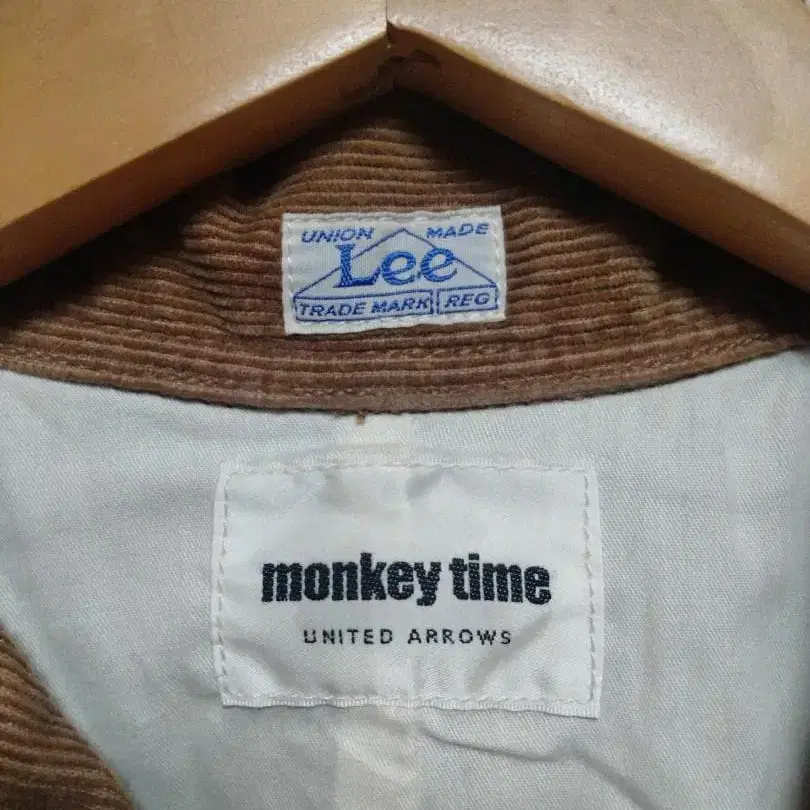 UNION MADE
Lee
TRADE MARK REG
monkey time
UNITED ARROWS